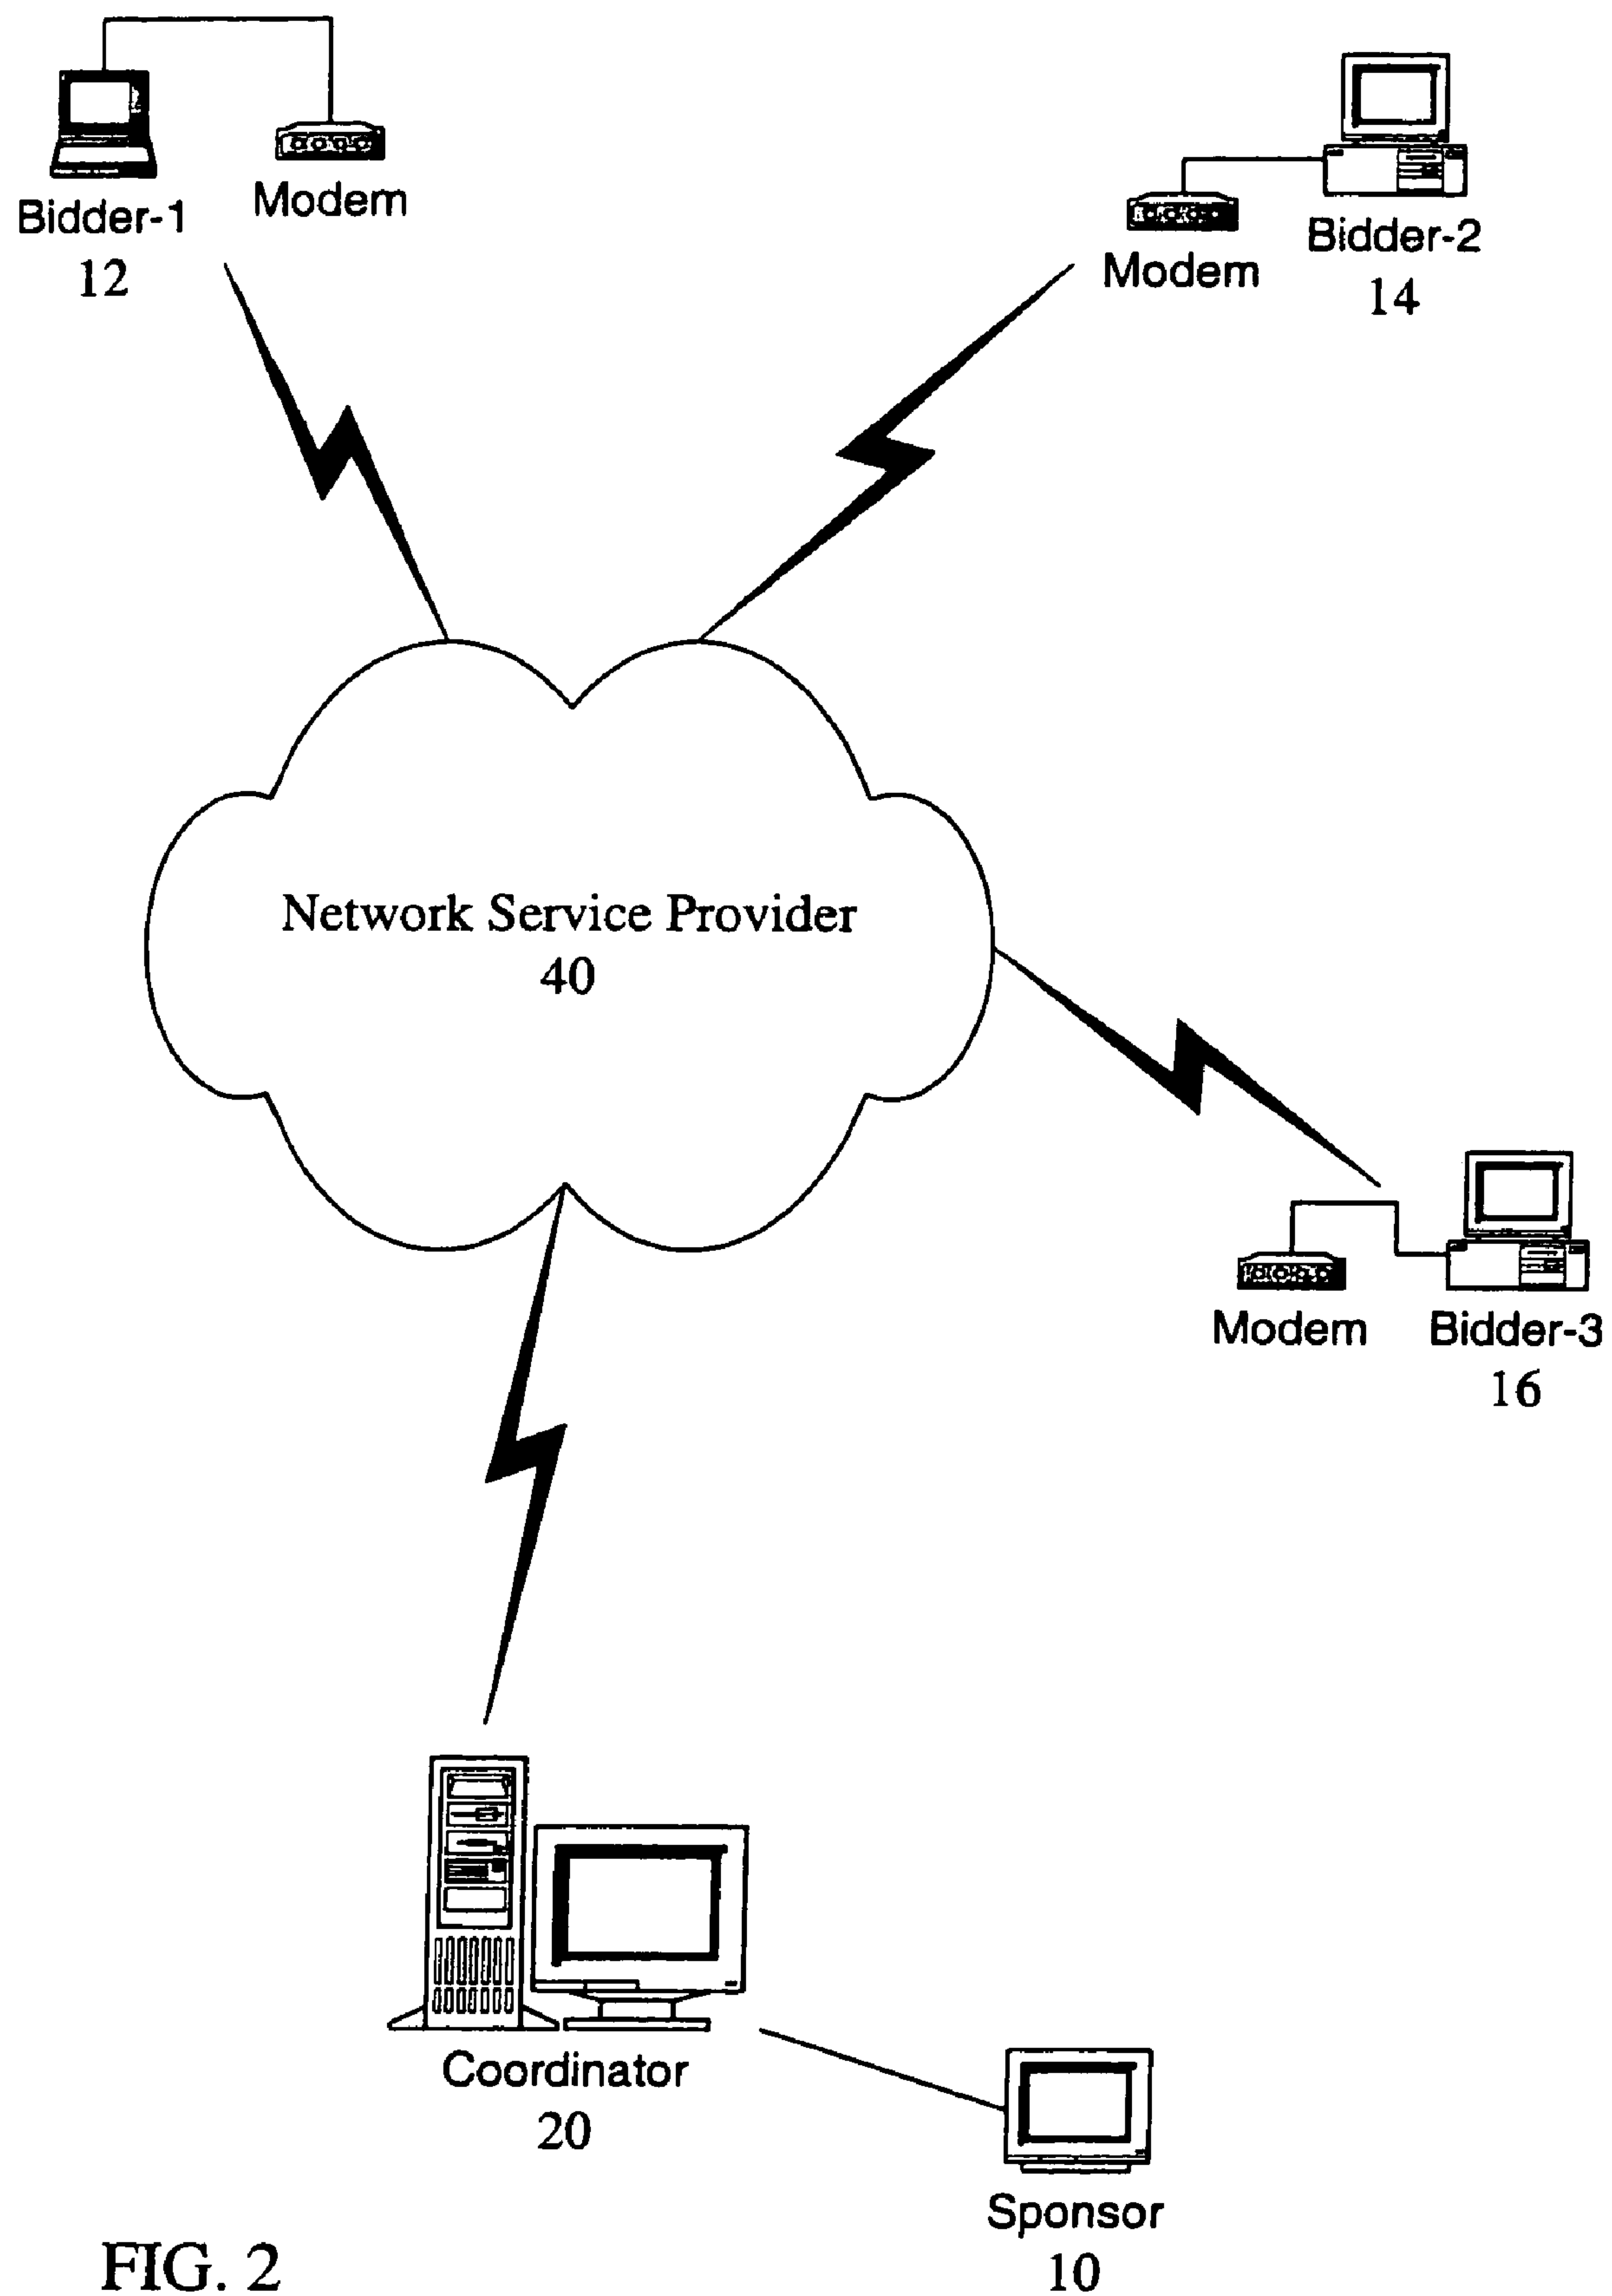 Bidder-1
12
Modem
Modem
Bidder-2
14
Network Service Provider
40
Modem
Bidder-3
16
Coordinator
20
Sponsor
10
FIG. 2